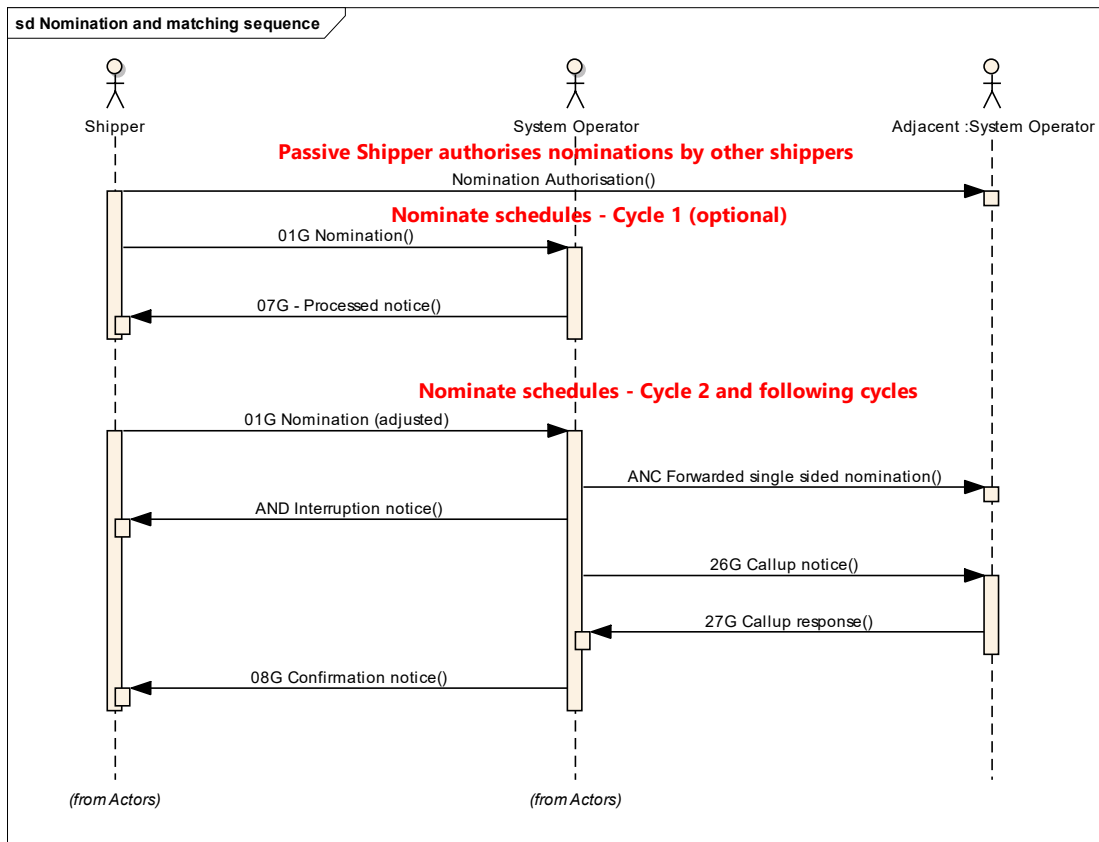 sd Nomination and matching sequence
Shipper
System Operator
Adjacent :System Operator
Passive Shipper authorises nominations by other shippers
Nomination Authorisation()
Nominate schedules - Cycle 1 (optional)
01G Nomination()
07G - Processed notice()
Nominate schedules - Cycle 2 and following cycles
01G Nomination (adjusted)
ANC Forwarded single sided nomination()
AND Interruption notice()
26G Callup notice()
27G Callup response()
08G Confirmation notice()
(from Actors)
(from Actors)